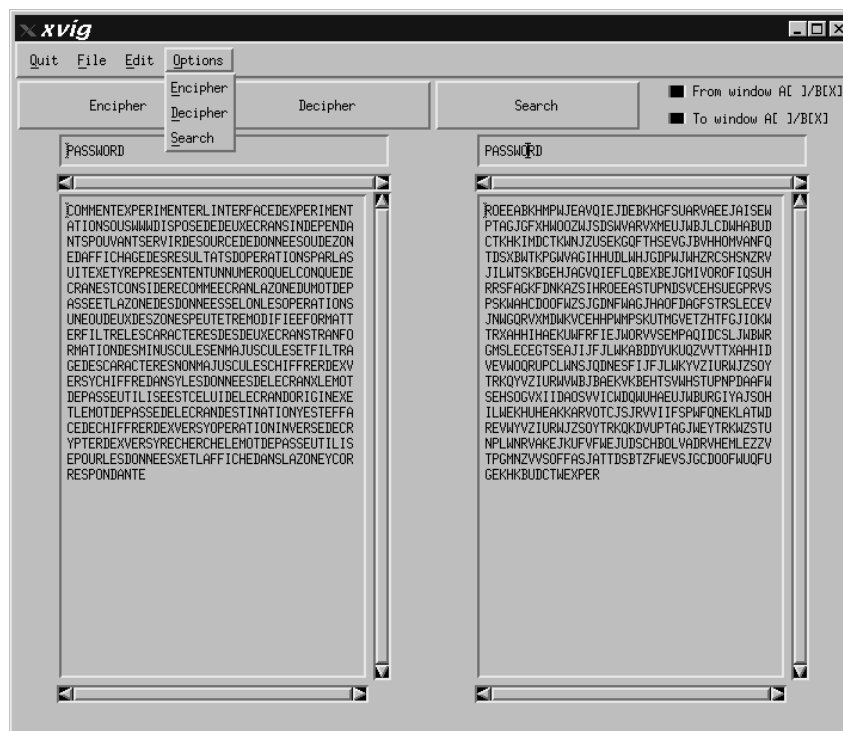 xvig
Quit File Edit Options
Encipher
Decipher
Search
Encipher Decipher Search
From window A[ ]/B[X]
To window A[ ]/B[X]
PASSWORD
COMMENTEXPERIMENTERLINTERFACEDEXPERIMENT
ATIONSOUSWWWDISPOSEDEDEUXECRANSINDEPENDA
NTSPOUVANTSERVIRDESOURCEDEDONNEESOUDEZON
EDAFFICHAGEDESRESULTATSDOPERATIONSPARLAS
UITEXETYREPRESENTENTUNNUMEROQUELCONQUEDE
CRANESTCONSIDERECOMMEECRANLAZONEDUMOTDEP
ASSEETLAZONEDESDONNEESSELONLESOPERATIONS
UNEOUDEUXDESZONESPEUTETREMODIFIEEFORMATT
ERFILTRELESCARACTERESDESDEUXECRANSTRANFO
RMATIONDESMINUSCULESENMAJUSCULESETFILTRA
GEDESCARACTERESNONMAJUSCULESCHIFFRERDEXV
ERSYCHIFFREDANSYLESDONNEESDELECRANXLEMOT
DEPASSEUTILISEESTCELUIDELECRANDORIGINEXE
TLEMOTDEPASSEDELECRANDESTINATIONYESTEFFA
CEDECHIFFRERDEXVERSYOPERATIONINVERSEDECR
YPTERDEXVERSYRECHERCHELEMOTDEPASSEUTILIS
EPOURLESDONNEESXETLAFFICHEDANSLAZONEYCOR
RESPONDANTE
PASSWORD
ROEEABKHMPWJEAVQIEJDEBKHGFSUARVAEEJAISEW
PTAGJGFXHWOOZWJSDSWVARVXMEUJWBJLCDWHABUD
CTKHKIMDCTKWNJZUSEKGQFTHSEVGJBVHHOMVANFQ
TDSXBWTKPGWVAGIHHUDLWHJGDPWJWHZRCSHSNZRV
JILWTSKBGEHJAGVQIEFLQBEXBEJGMIVOROFIQSUH
RRSFAGKFDNKAZSIHROEEASTUPNDSVCEHSUEGPRVS
PSKWAHCDOOFWZSJGDNFWAGJHAOFDAGFSTRSLECEV
JNWGQRVXMDWKVCEHHPWMPSKUTMGVETZHTFGJIOKW
TRXAHHIHAEKUWFRFIEJWORVVSEMPAQIDCSLJWBWR
GMSLECEGTSEAJIJFJLWKABDDYUKUQZVVTTXAHHID
VEVWOQRUPCLWNSJQDNESFIJFJLWKYVZIURWJZSOY
TRKQYVZIURWVWBJBAEKVKBEHTSVWHSTUPNPDAAFW
SEHSOGVXIIDAOSVVICWDQWUHAEUJWBURGIYAJSOH
ILWEKHUHEAKKARVOTCJSJRVVIIFSPWFQNEKLATWD
REVWYVZIURWJZSOYTRKQKDVUPTAGJWEYTRKWZSTU
NPLWNRVAKEJKUFVFWEJUDSCHBOLVADRVHEMLEZZV
TPGMNZVVSOFFASJATTDSBTZFWEVSJGCDOOFWUQFU
GEKHKBUDCTWEXPER